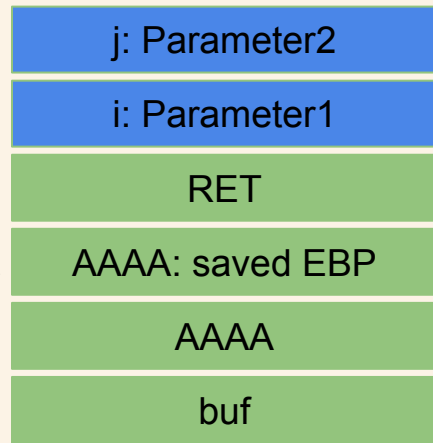 j: Parameter2
i: Parameter1
RET
AAAA: saved EBP
AAAA
buf